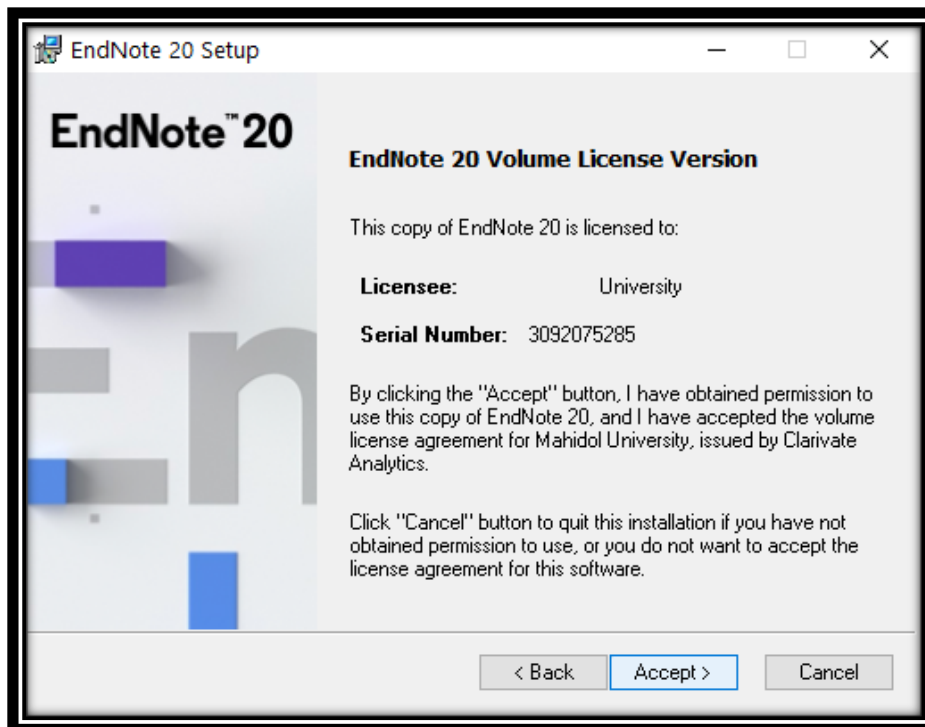 EndNote 20 Setup
EndNote™20
EndNote 20 Volume License Version
This copy of EndNote 20 is licensed to:
Licensee: University
Serial Number: 3092075285
By clicking the "Accept" button, I have obtained permission to
use this copy of EndNote 20, and I have accepted the volume
license agreement for Mahidol University, issued by Clarivate
Analytics.
Click "Cancel" button to quit this installation if you have not
obtained permission to use, or you do not want to accept the
license agreement for this software.
< Back Accept > Cancel
En